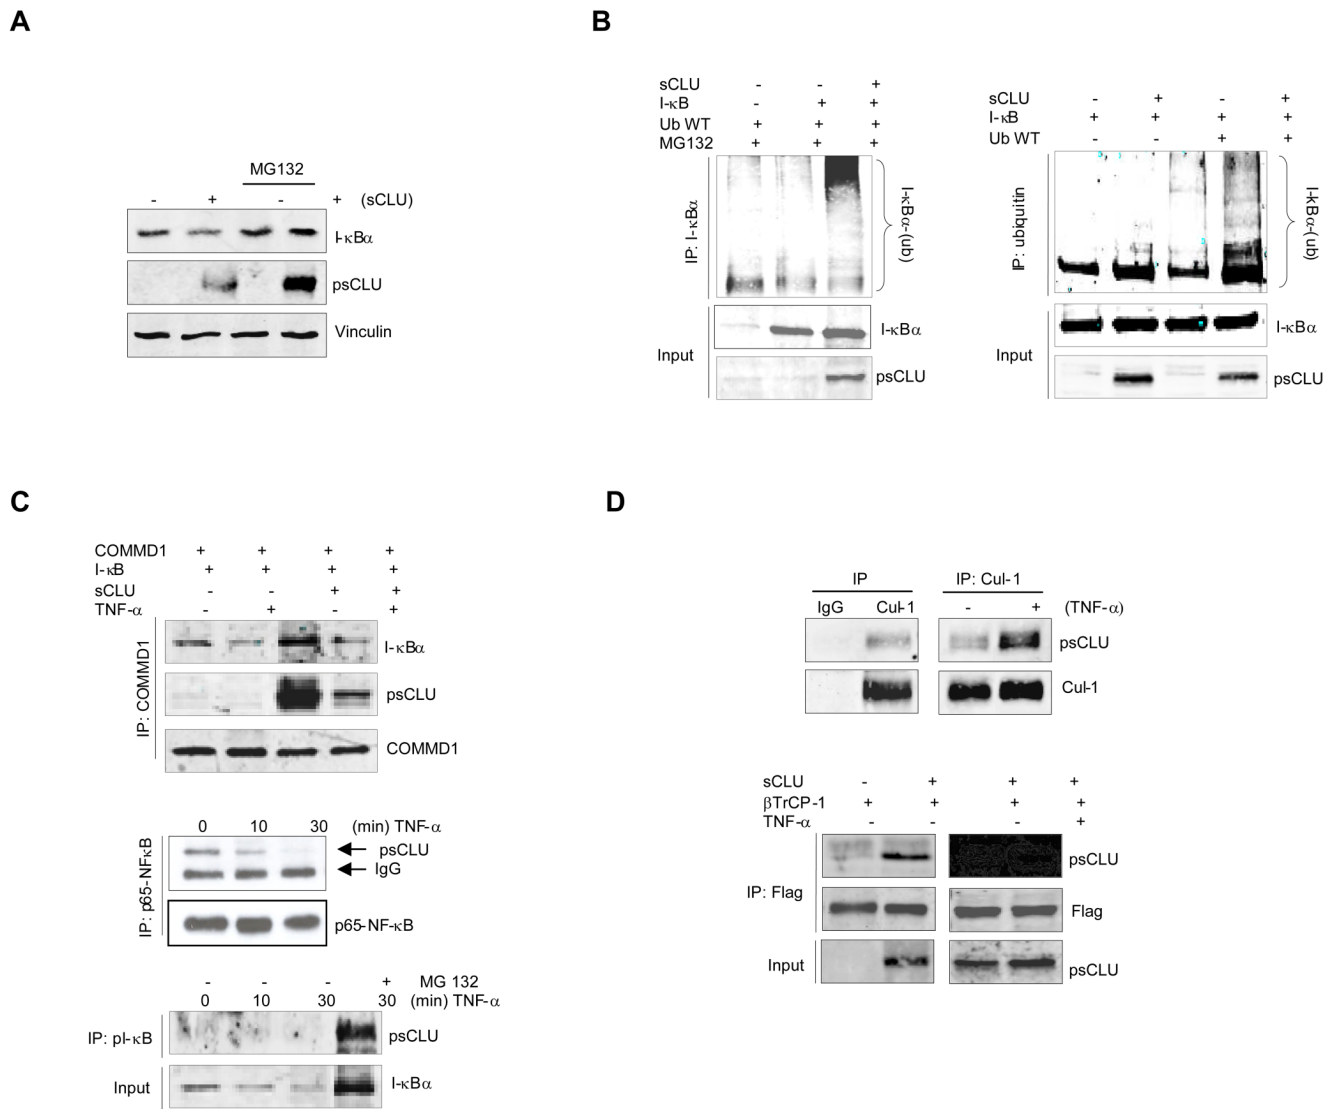 A
MG132
- + - + (sCLU)
I-κBα
psCLU
Vinculin
B
sCLU - - +
I-κB - + +
Ub WT + + +
MG132 + + +
IP: I-κBα
I-κBα-(ub)
Input
I-κBα
psCLU
sCLU - + - +
I-κB + + + +
Ub WT - - + +
IP: ubiquitin
I-kBα-(ub)
Input
I-κBα
psCLU
C
COMMD1 + + + +
I-κB + + + +
sCLU - - + +
TNF-α - + - +
IP: COMMD1
I-κBα
psCLU
COMMD1
0 10 30 (min) TNF-α
IP: p65-NFκB
psCLU
IgG
p65-NF-κB
- - - + MG 132
0 10 30 30 (min) TNF-α
IP: pI-κB
psCLU
Input
I-κBα
D
IP
IP: Cul-1
IgG Cul-1
- + (TNF-α)
psCLU
Cul-1
sCLU - + + +
βTrCP-1 + + + +
TNF-α - - - +
IP: Flag
psCLU
Flag
Input
psCLU